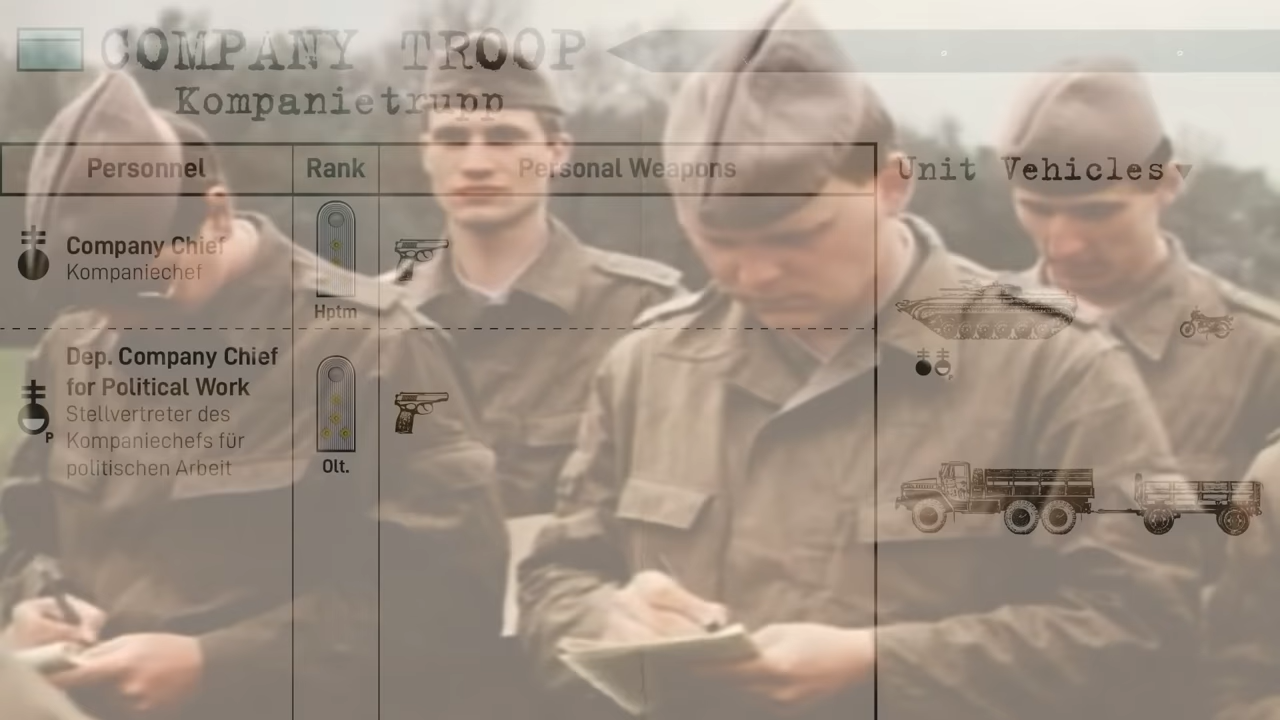 COMPANY TROOP
Kompanietrupp
Personnel
Rank
Personal Weapons
Unit Vehicles
Company Chief
Kompaniechef
Hptm
Dep. Company Chief
for Political Work
Stellvertreter des
Kompaniechefs für
politischen Arbeit
P
Olt.